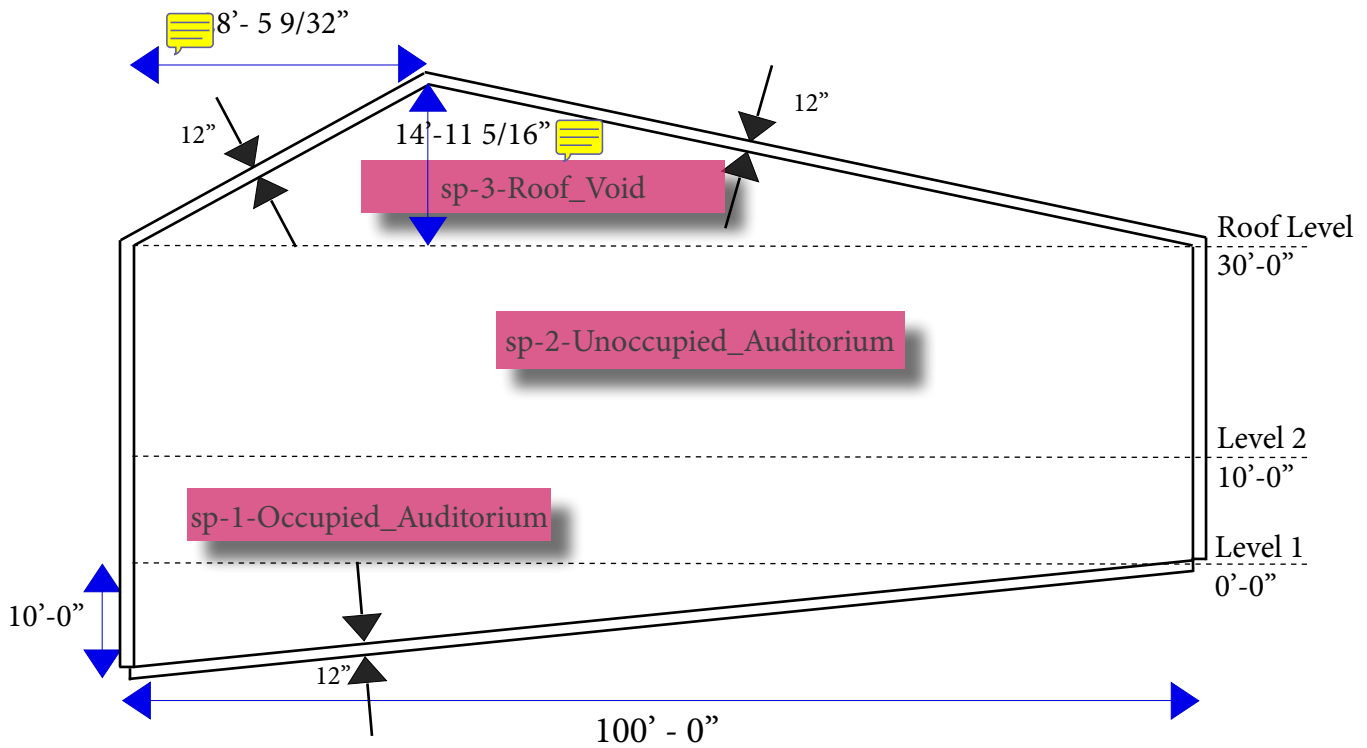 8’- 5 9/32”
12”
12”
14’-11 5/16”
sp-3-Roof_Void
Roof Level
30’-0”
sp-2-Unoccupied_Auditorium
Level 2
10’-0”
sp-1-Occupied_Auditorium
Level 1
0’-0”
10’-0”
12”
100’ - 0”